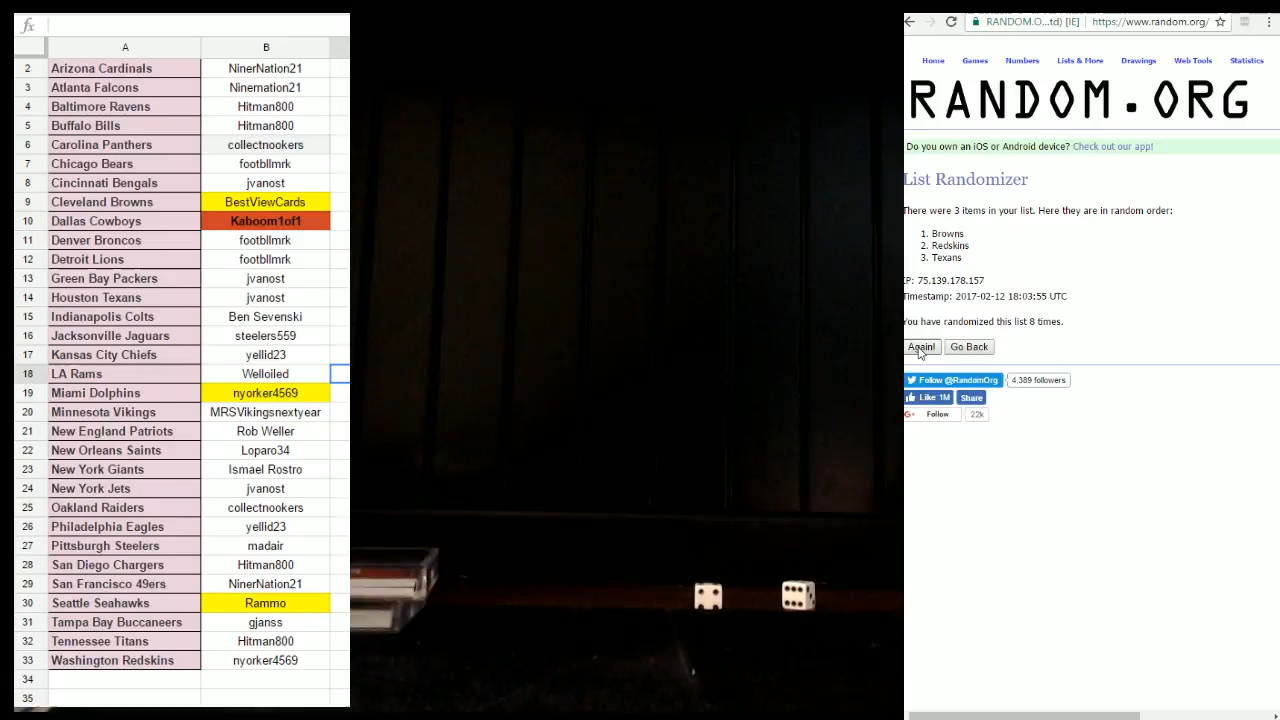 fx
A B
2 Arizona Cardinals NinerNation21
3 Atlanta Falcons Ninernation21
4 Baltimore Ravens Hitman800
5 Buffalo Bills Hitman800
6 Carolina Panthers collectnookers
7 Chicago Bears footbllmrk
8 Cincinnati Bengals jvanost
9 Cleveland Browns BestViewCards
10 Dallas Cowboys Kaboom1of1
11 Denver Broncos footbllmrk
12 Detroit Lions footbllmrk
13 Green Bay Packers jvanost
14 Houston Texans jvanost
15 Indianapolis Colts Ben Sevenski
16 Jacksonville Jaguars steelers559
17 Kansas City Chiefs yellid23
18 LA Rams Welloiled
19 Miami Dolphins nyorker4569
20 Minnesota Vikings MRSVikingsnextyear
21 New England Patriots Rob Weller
22 New Orleans Saints Loparo34
23 New York Giants Ismael Rostro
24 New York Jets jvanost
25 Oakland Raiders collectnookers
26 Philadelphia Eagles yellid23
27 Pittsburgh Steelers madair
28 San Diego Chargers Hitman800
29 San Francisco 49ers NinerNation21
30 Seattle Seahawks Rammo
31 Tampa Bay Buccaneers gjanss
32 Tennessee Titans Hitman800
33 Washington Redskins nyorker4569
34
35
RANDOM.O...td) [IE] https://www.random.org/
Home Games Numbers Lists & More Drawings Web Tools Statistics
RANDOM.ORG
Do you own an iOS or Android device? Check out our app!
List Randomizer
There were 3 items in your list. Here they are in random order:
1. Browns
2. Redskins
3. Texans
IP: 75.139.178.157
Timestamp: 2017-02-12 18:03:55 UTC
You have randomized this list 8 times.
Again! Go Back
Follow @RandomOrg 4,389 followers
Like 1M Share
G+ Follow 22k